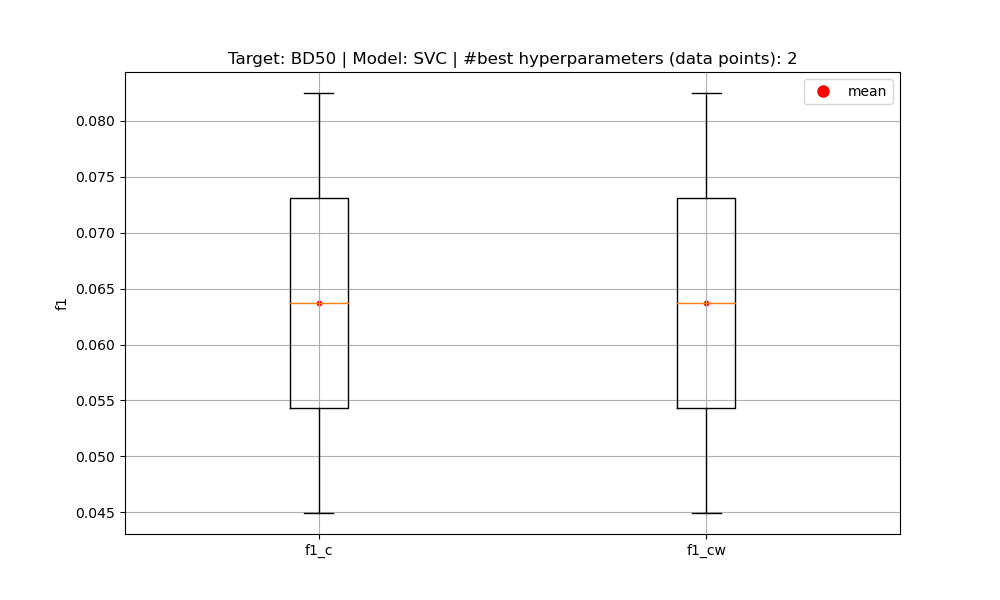 Target: BD50 | Model: SVC | #best hyperparameters (data points): 2
mean
0.080
0.075
0.070
0.065
0.060
0.055
0.050
0.045
f1
f1_c
f1_cw